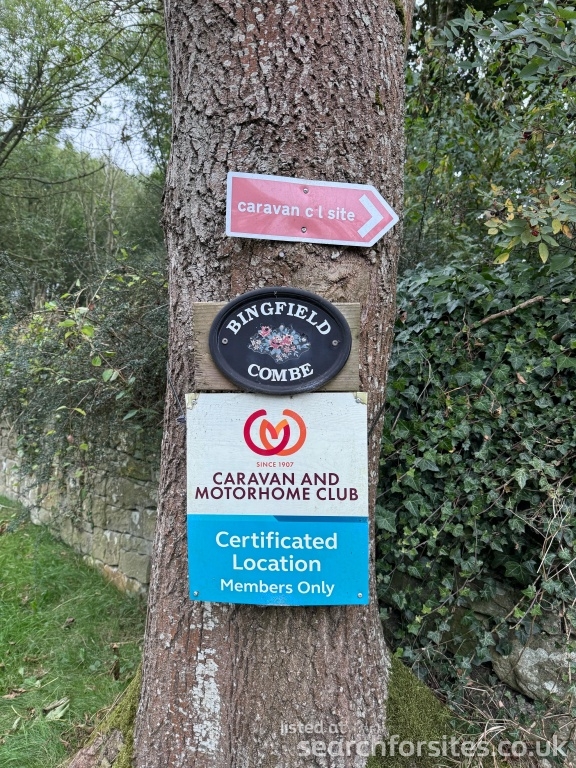 caravan c l site
BINGFIELD
COMBE
SINCE 1907
CARAVAN AND
MOTORHOME CLUB
Certificated
Location
Members Only
listed at
searchforsites.co.uk